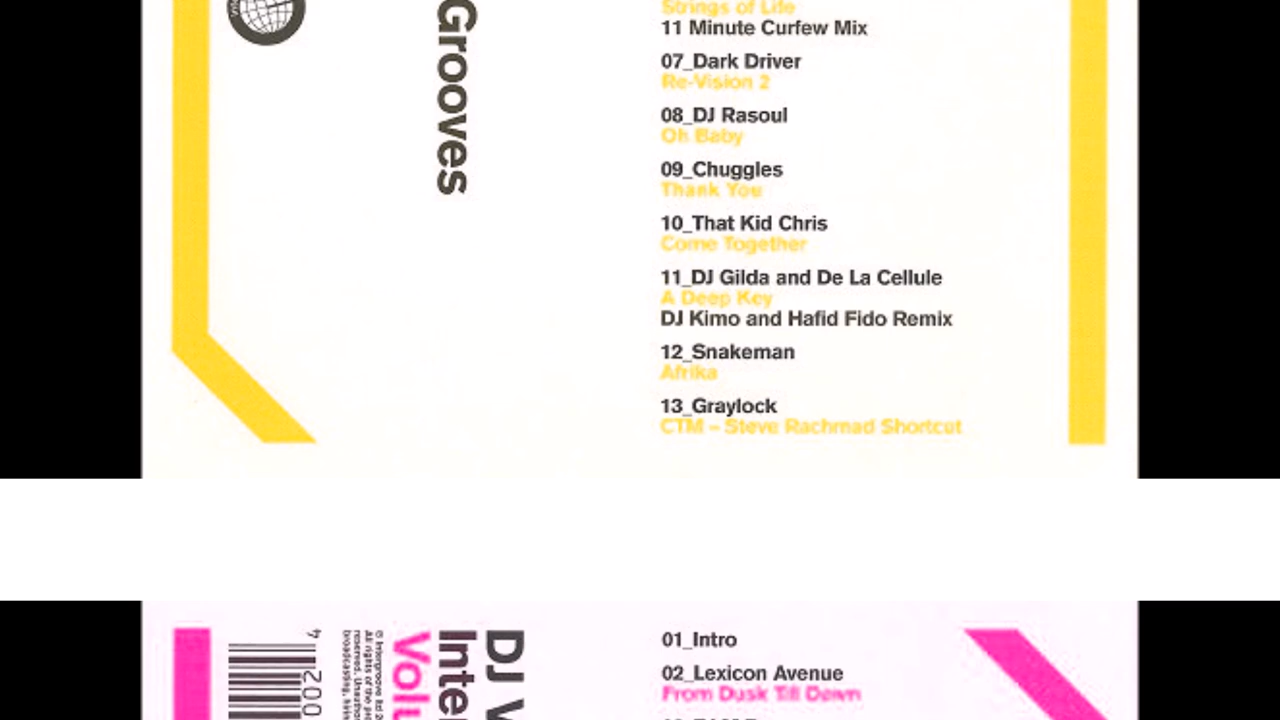 Grooves
Strings of Life
11 Minute Curfew Mix
07_Dark Driver
Re-Vision 2
08_DJ Rasoul
Oh Baby
09_Chuggles
Thank You
10_That Kid Chris
Come Together
11_DJ Gilda and De La Cellule
A Deep Key
DJ Kimo and Hafid Fido Remix
12_Snakeman
Afrika
13_Graylock
CTM – Steve Rachmad Shortcut
DJ
4
200
01_Intro
02_Lexicon Avenue
From Dusk Till Dawn